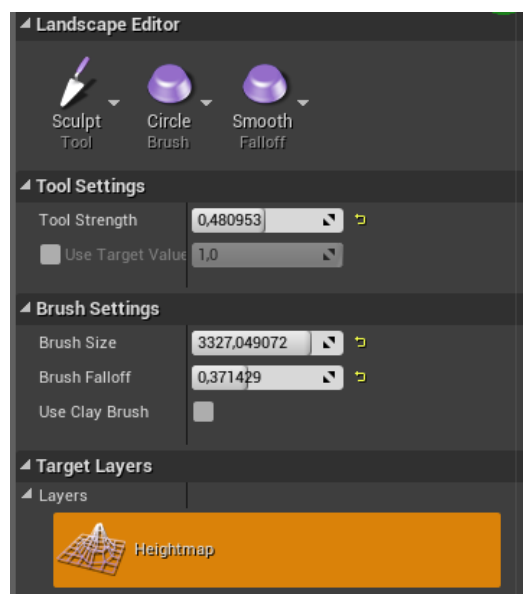 Landscape Editor
Sculpt Circle Smooth
Tool Brush Falloff
Tool Settings
Tool Strength 0,480953
Use Target Value 1,0
Brush Settings
Brush Size 3327,049072
Brush Falloff 0,371429
Use Clay Brush
Target Layers
Layers
Heightmap